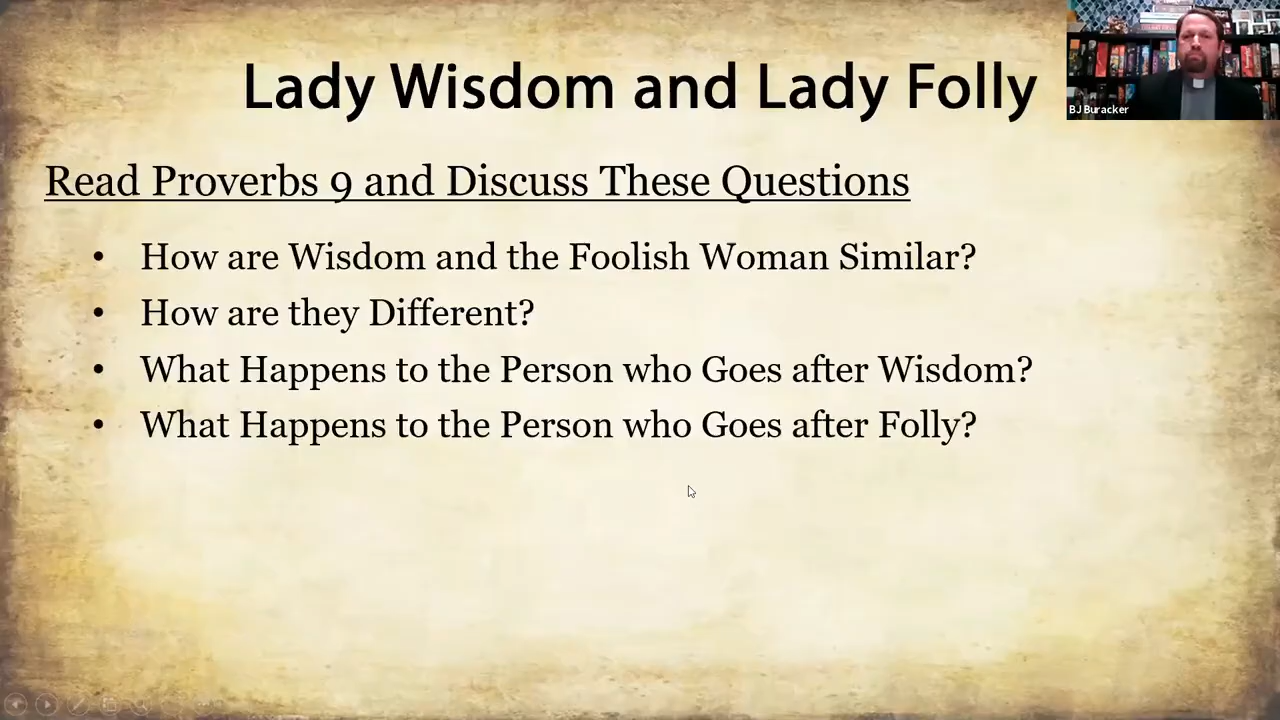 Lady Wisdom and Lady Folly
BJ Buracker
Read Proverbs 9 and Discuss These Questions
• How are Wisdom and the Foolish Woman Similar?
• How are they Different?
• What Happens to the Person who Goes after Wisdom?
• What Happens to the Person who Goes after Folly?